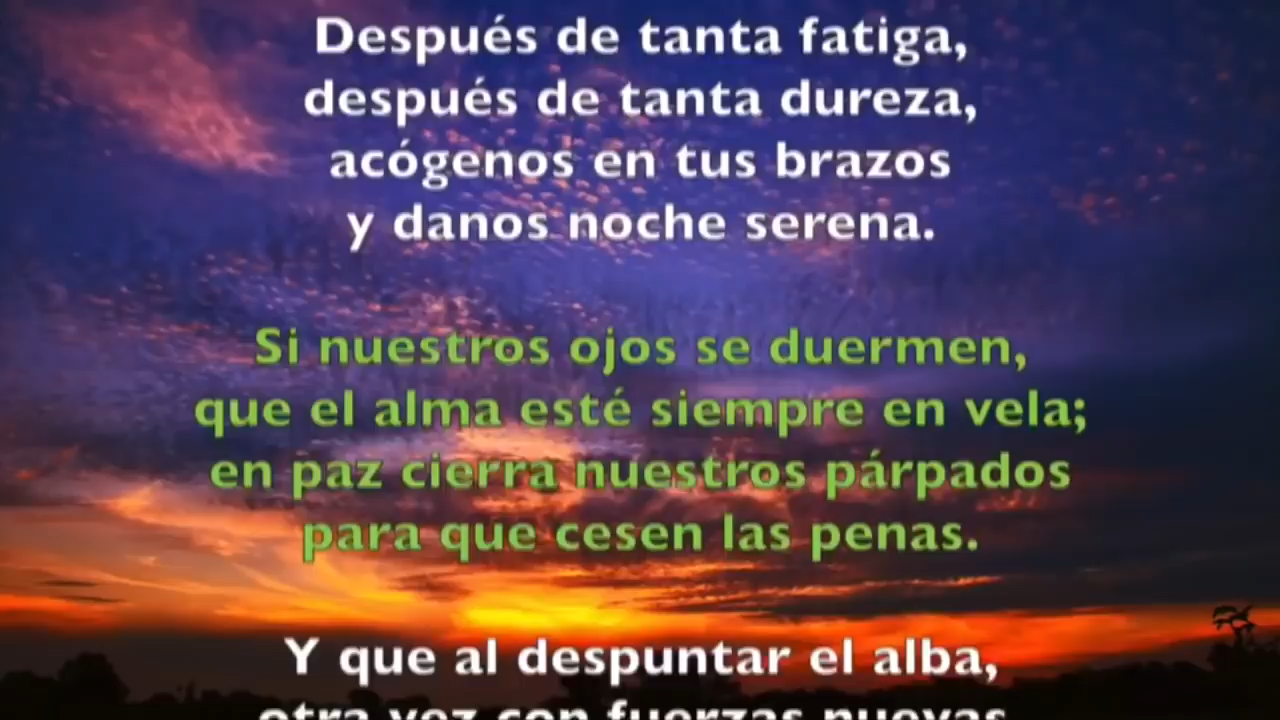 Después de tanta fatiga,
después de tanta dureza,
acógenos en tus brazos
y danos noche serena.
Si nuestros ojos se duermen,
que el alma esté siempre en vela;
en paz cierra nuestros párpados
para que cesen las penas.
Y que al despuntar el alba,
otra vez con fuerzas nuevas